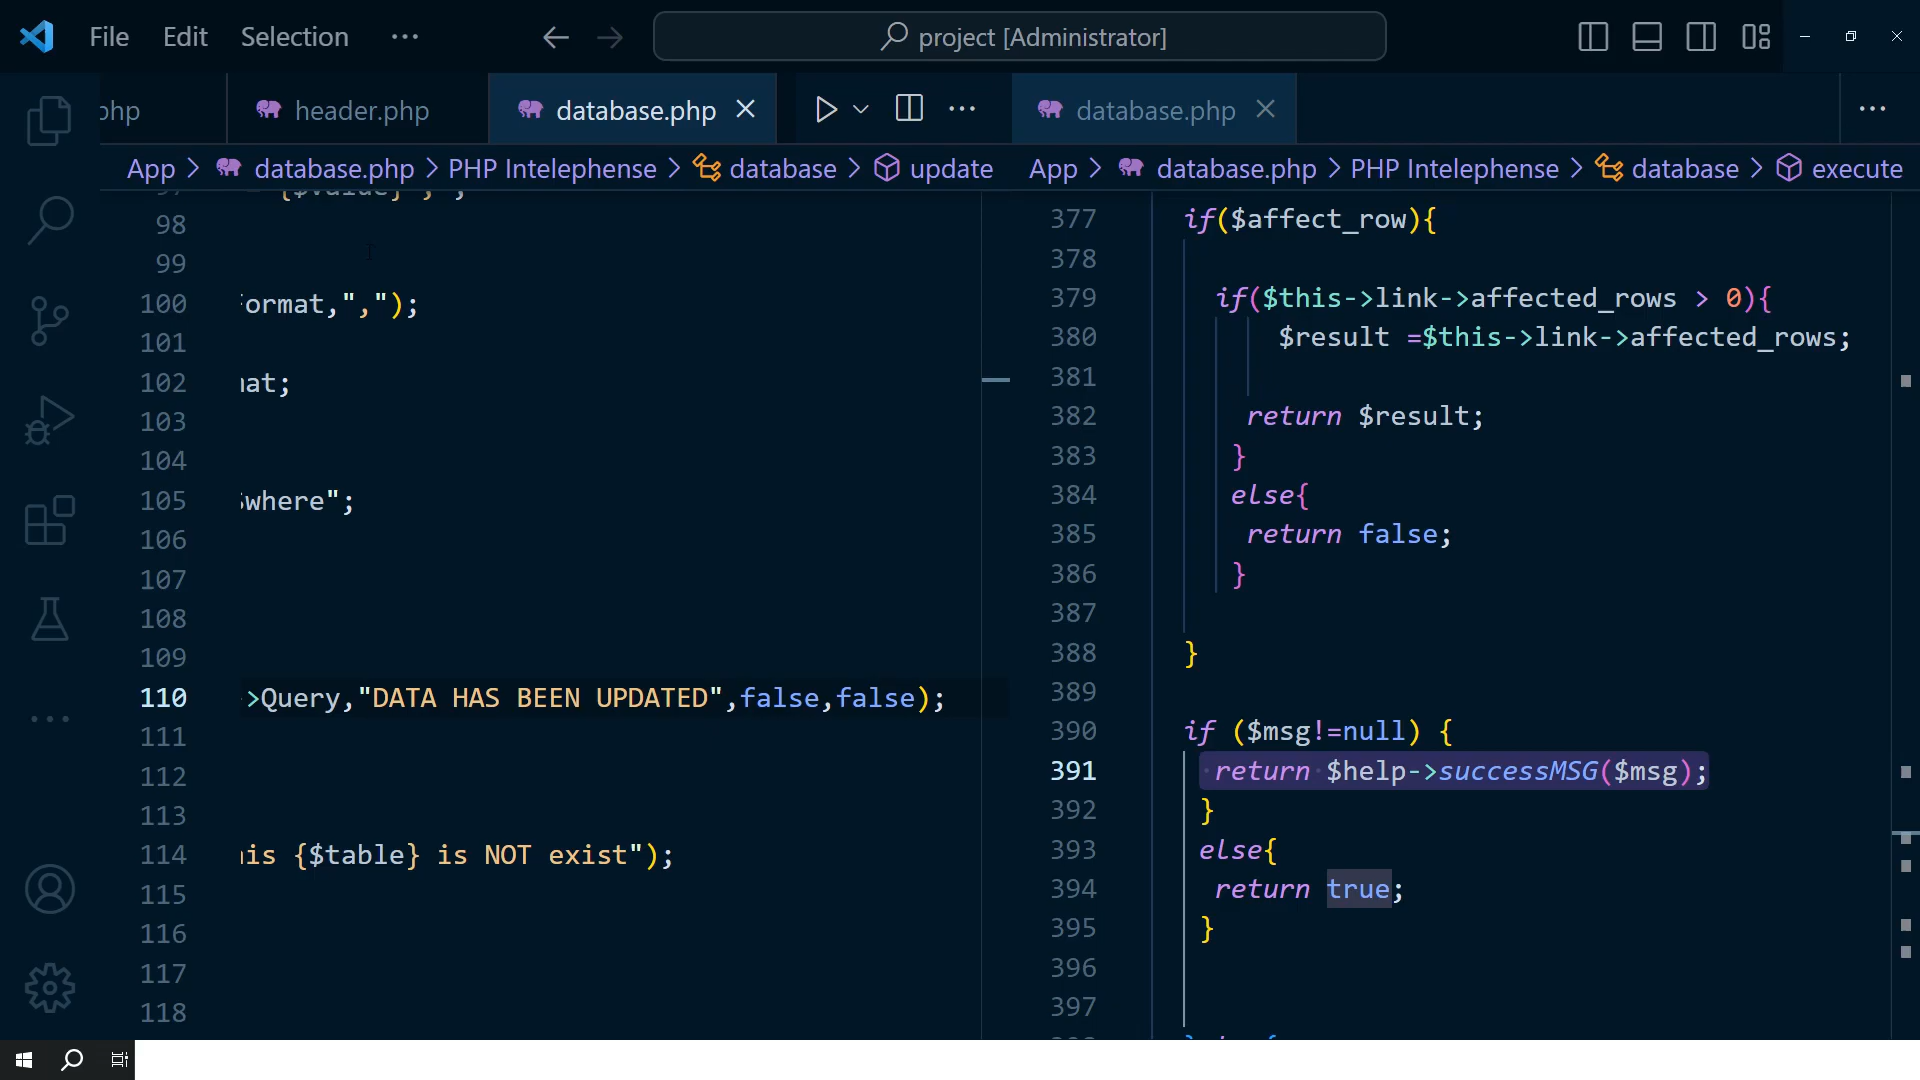 File Edit Selection ···
project [Administrator]
php
header.php
database.php
database.php
App > database.php > PHP Intelephense > database > update
App > database.php > PHP Intelephense > database > execute
97 = {$value}",";
98
99
100 ormat,",");
101
102 at;
103
104
105 where";
106
107
108
109
110 >Query,"DATA HAS BEEN UPDATED",false,false);
111
112
113
114 is {$table} is NOT exist");
115
116
117
118
377 if($affect_row){
378
379 if($this->link->affected_rows > 0){
380 $result =$this->link->affected_rows;
381
382 return $result;
383 }
384 else{
385 return false;
386 }
387
388 }
389
390 if ($msg!=null) {
391 return $help->successMSG($msg);
392 }
393 else{
394 return true;
395 }
396
397